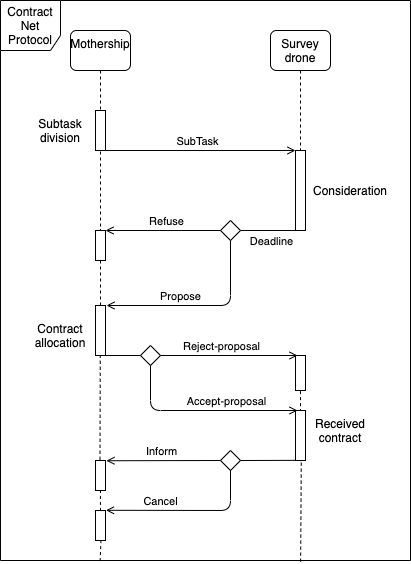 Contract
Net
Protocol
Mothership
Survey
drone
Subtask
division
SubTask
Consideration
Refuse
Deadline
Propose
Contract
allocation
Reject-proposal
Accept-proposal
Received
contract
Inform
Cancel